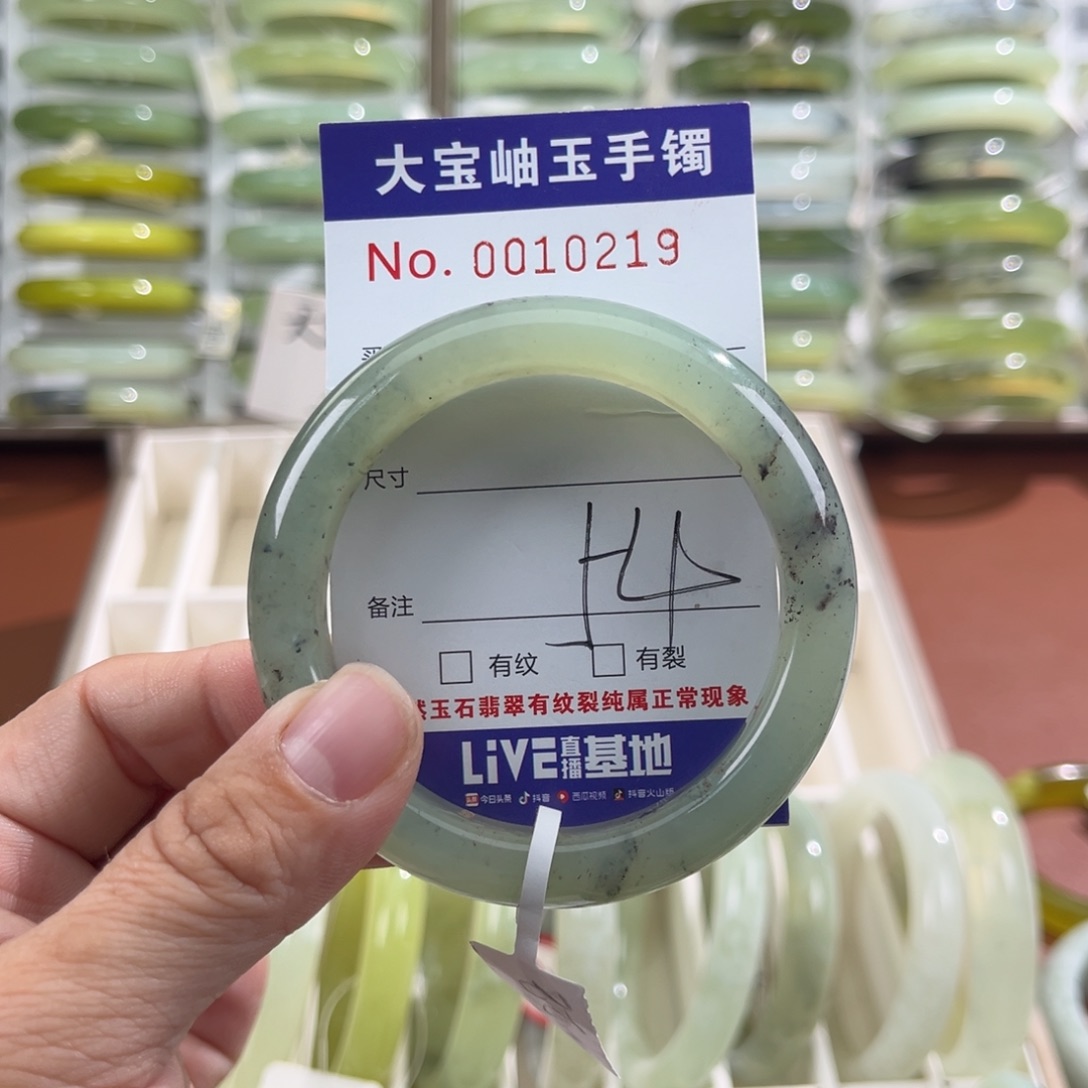 大宝岫玉手镯
No. 0010219
尺寸
备注
有纹 有裂
然玉石翡翠有纹裂纯属正常现象
LiVE直播基地
今日头条 抖音 西瓜视频 抖音火山版